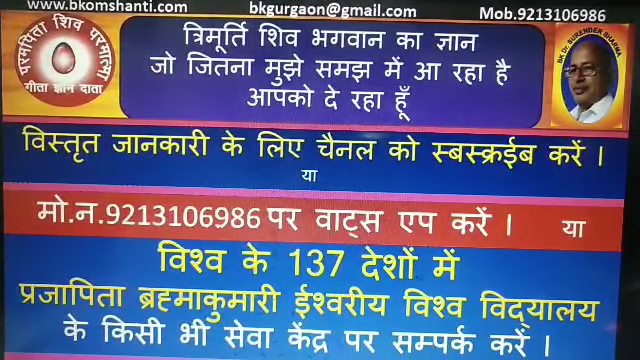 www.bkomshanti.com bkgurgaon@gmail.com Mob.9213106986
परमपिता शिव परमात्मा
गीता ज्ञान दाता
त्रिमूर्ति शिव भगवान का ज्ञान
जो जितना मुझे समझ में आ रहा है
आपको दे रहा हूँ
BK Dr. SURENDER SHARMA
विस्तृत जानकारी के लिए चैनल को स्बस्क्रईब करें ।
या
मो.न.9213106986 पर वाट्स एप करें । या
विश्व के 137 देशों में
प्रजापिता ब्रह्माकुमारी ईश्वरीय विश्व विद्यालय
के किसी भी सेवा केंद्र पर सम्पर्क करें ।